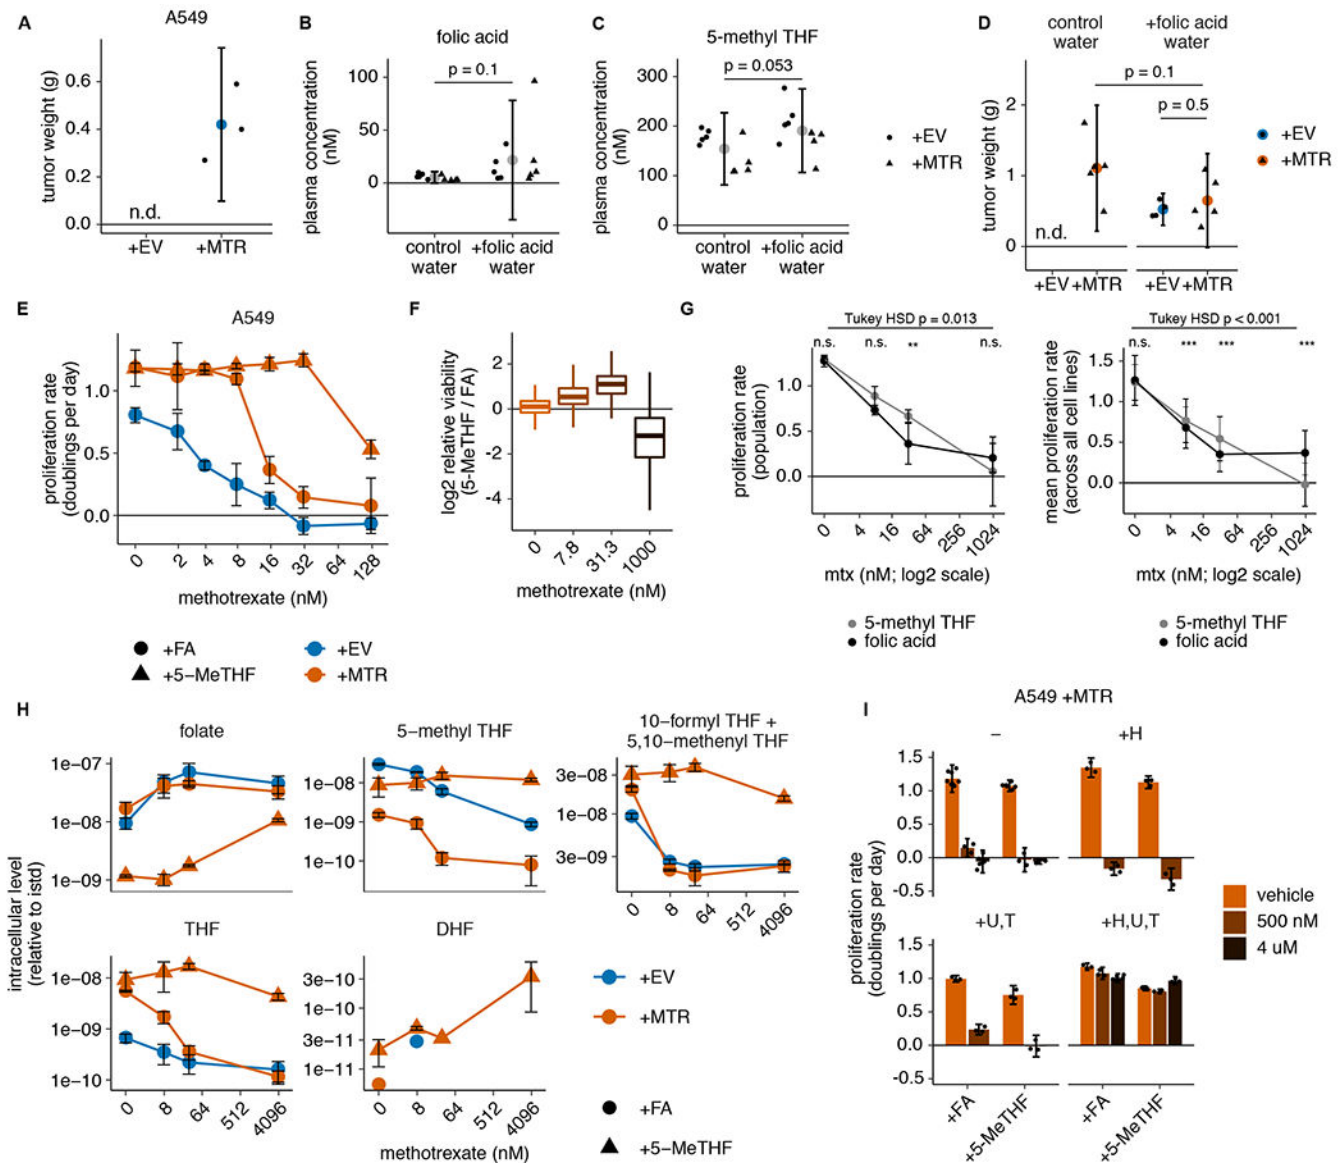 A
A549
tumor weight (g)
0.6
0.4
0.2
0.0
n.d.
+EV
+MTR
B
folic acid
plasma concentration
(nM)
100
50
0
p = 0.1
control
water
+folic acid
water
C
5-methyl THF
plasma concentration
(nM)
300
200
100
0
p = 0.053
control
water
+folic acid
water
+EV
+MTR
D
control
water
+folic acid
water
tumor weight (g)
2
1
0
p = 0.1
p = 0.5
n.d.
+EV +MTR
+EV +MTR
+EV
+MTR
E
A549
proliferation rate
(doublings per day)
1.0
0.5
0.0
0 2 4 8 16 32 64 128
methotrexate (nM)
+FA
+5−MeTHF
+EV
+MTR
F
log2 relative viability
(5-MeTHF / FA)
2
0
-2
-4
0 7.8 31.3 1000
methotrexate (nM)
G
Tukey HSD p = 0.013
n.s. n.s. ** n.s.
proliferation rate
(population)
1.0
0.5
0.0
0 4 16 64 256 1024
mtx (nM; log2 scale)
5-methyl THF
folic acid
Tukey HSD p < 0.001
n.s. *** *** ***
mean proliferation rate
(across all cell lines)
1.5
1.0
0.5
0.0
0 4 16 64 256 1024
mtx (nM; log2 scale)
5-methyl THF
folic acid
H
intracellular level
(relative to istd)
folate
1e−07
1e−08
1e−09
5−methyl THF
1e−08
1e−09
1e−10
10−formyl THF +
5,10−methenyl THF
3e−08
1e−08
3e−09
0 8 64 512 4096
THF
1e−08
1e−09
1e−10
0 8 64 512 4096
DHF
3e−10
1e−10
3e−11
1e−11
0 8 64 512 4096
methotrexate (nM)
+EV
+MTR
+FA
+5−MeTHF
I
A549 +MTR
proliferation rate
(doublings per day)
−
1.5
1.0
0.5
0.0
-0.5
+H
+U,T
1.5
1.0
0.5
0.0
-0.5
+H,U,T
+FA
+5-MeTHF
+FA
+5-MeTHF
vehicle
500 nM
4 uM